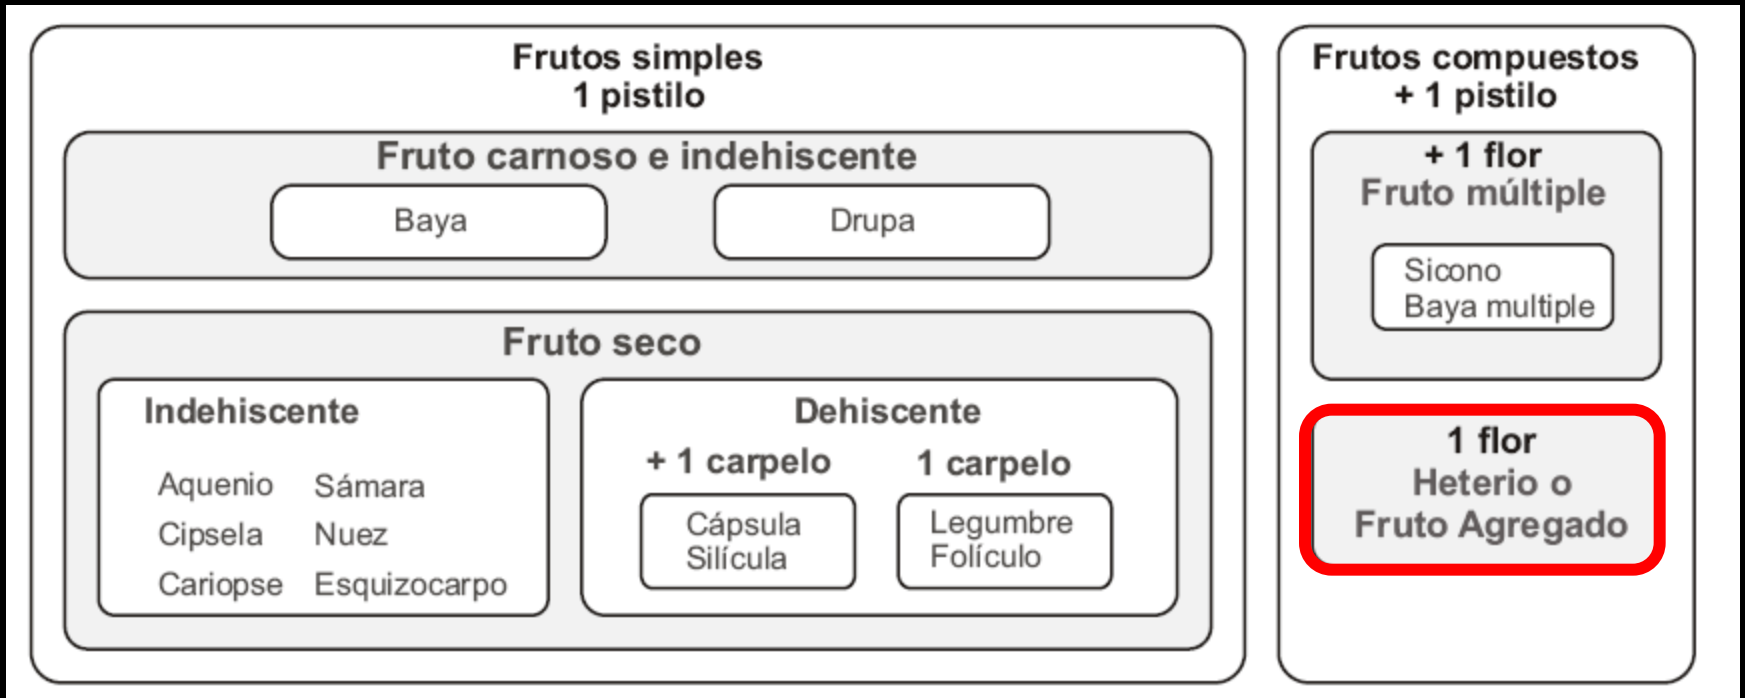 Frutos simples
1 pistilo
Fruto carnoso e indehiscente
Baya
Drupa
Fruto seco
Indehiscente
Aquenio Sámara
Cipsela Nuez
Cariopse Esquizocarpo
Dehiscente
+ 1 carpelo
Cápsula
Silícula
1 carpelo
Legumbre
Folículo
Frutos compuestos
+ 1 pistilo
+ 1 flor
Fruto múltiple
Sicono
Baya multiple
1 flor
Heterio o
Fruto Agregado